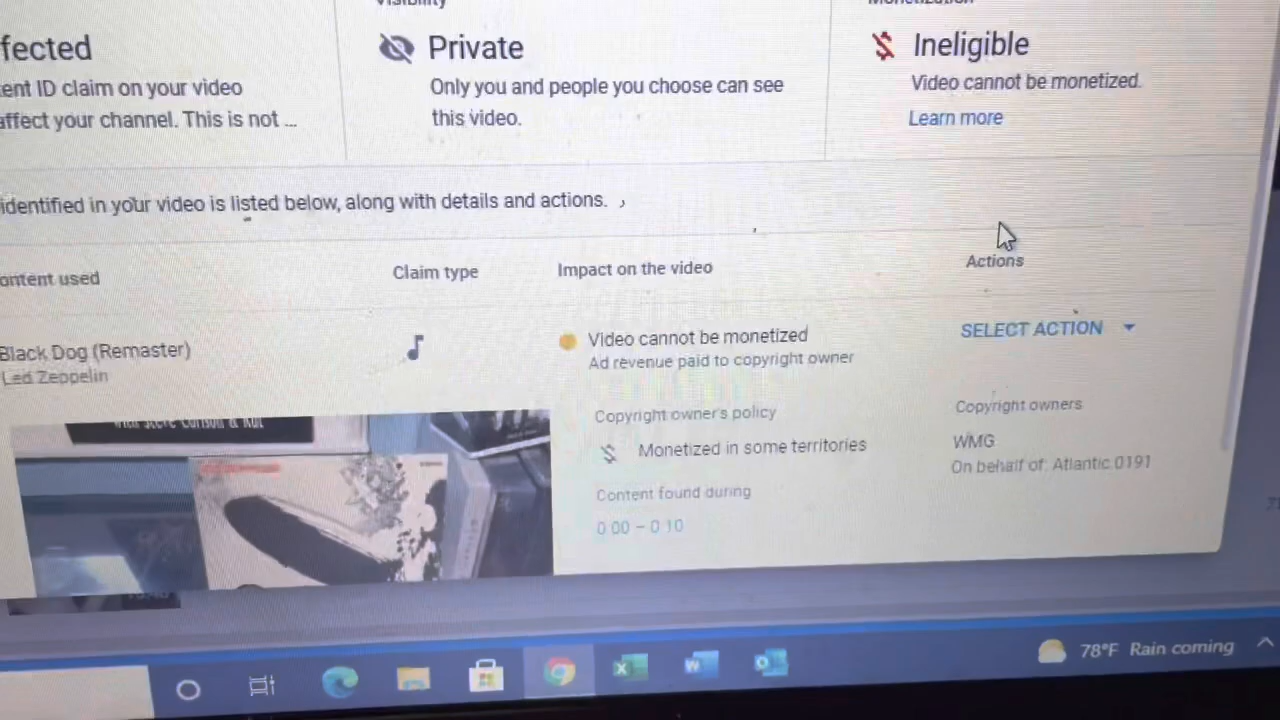 Visibility
Monetization
fected
Private
Ineligible
ent ID claim on your video
affect your channel. This is not ...
Only you and people you choose can see
this video.
Video cannot be monetized.
Learn more
identified in your video is listed below, along with details and actions.
ontent used
Claim type
Impact on the video
Actions
Black Dog (Remaster)
Led Zeppelin
Video cannot be monetized
Ad revenue paid to copyright owner
SELECT ACTION
Copyright owner's policy
Monetized in some territories
Content found during
0:00 – 0:10
Copyright owners
WMG
On behalf of: Atlantic 0191
78°F Rain coming